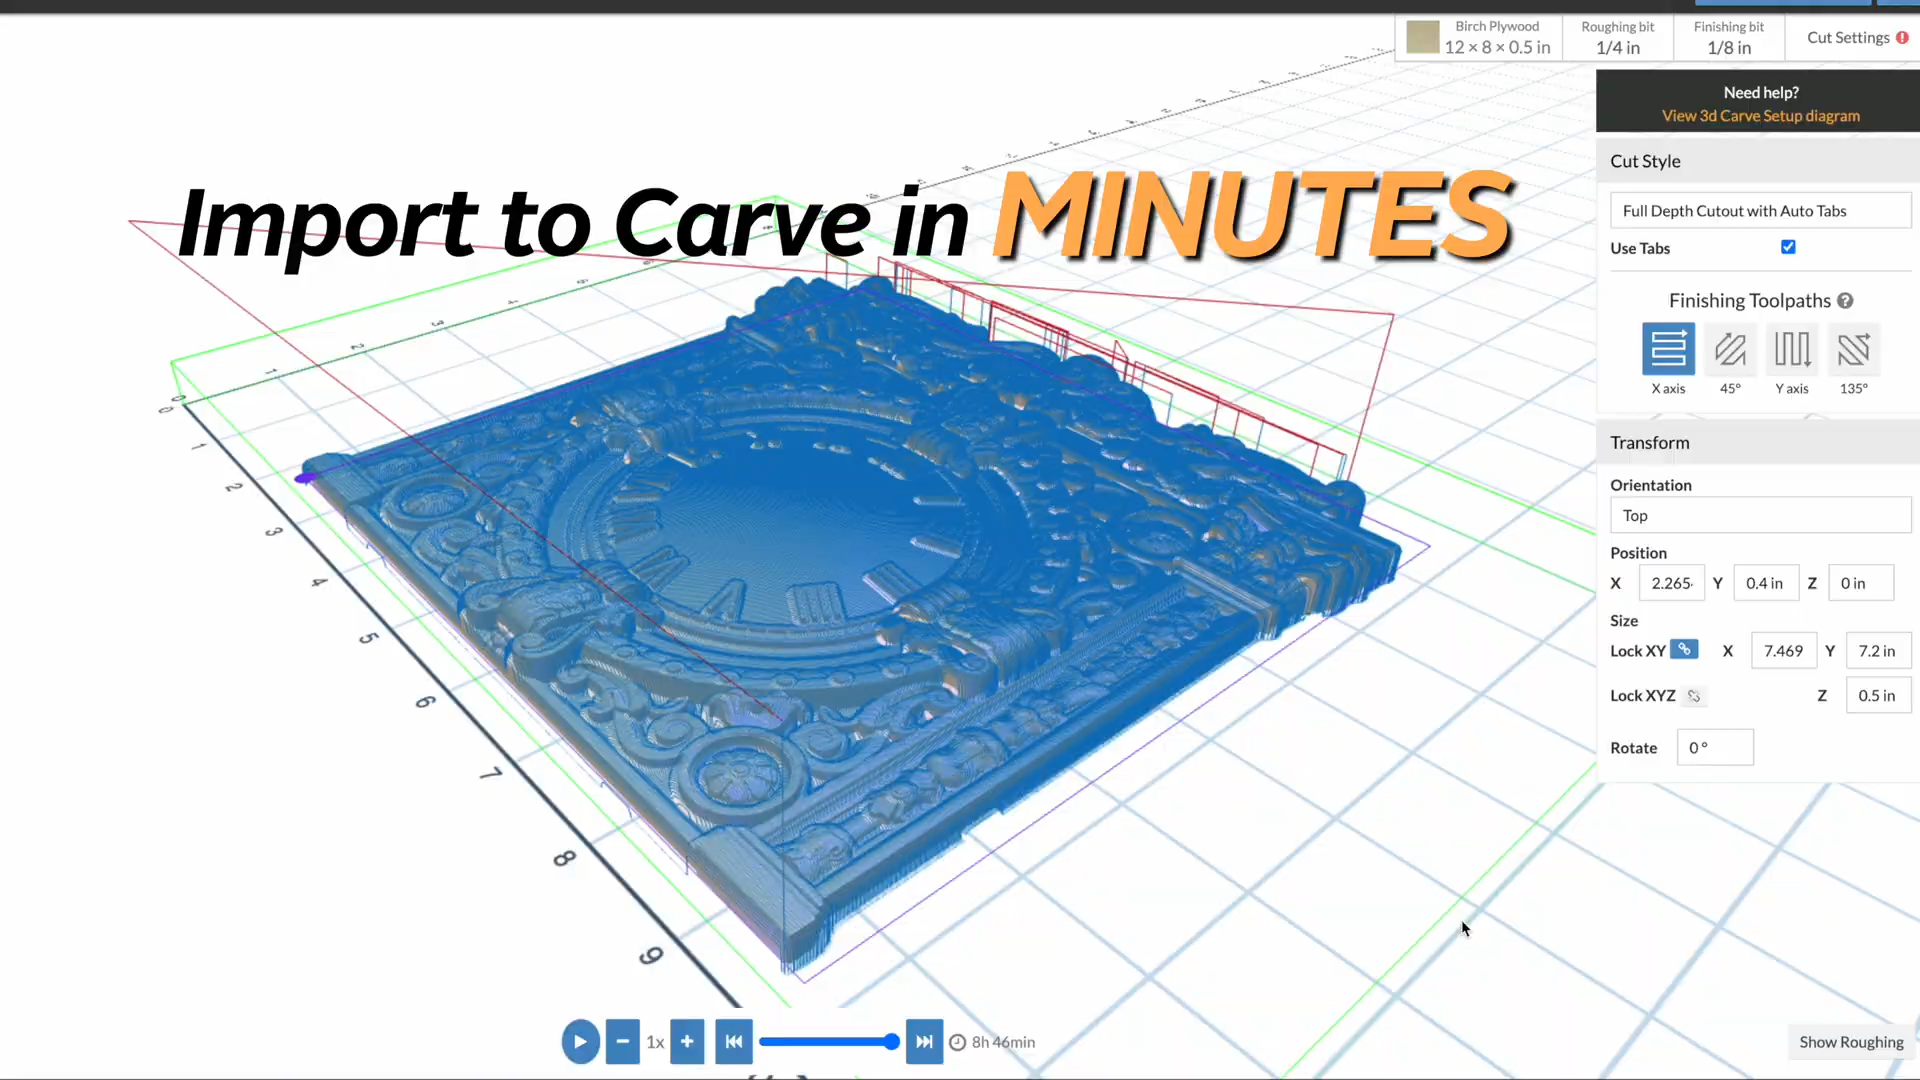 Birch Plywood
12 × 8 × 0.5 in
Roughing bit
1/4 in
Finishing bit
1/8 in
Cut Settings
Need help?
View 3d Carve Setup diagram
Import to Carve in MINUTES
Cut Style
Full Depth Cutout with Auto Tabs
Use Tabs
Finishing Toolpaths
X axis
45°
Y axis
135°
Transform
Orientation
Top
Position
X 2.265 Y 0.4 in Z 0 in
Size
Lock XY X 7.469 Y 7.2 in
Lock XYZ Z 0.5 in
Rotate 0 °
0
0
1
2
3
1
2
3
4
5
6
7
8
9
1x
8h 46min
Show Roughing